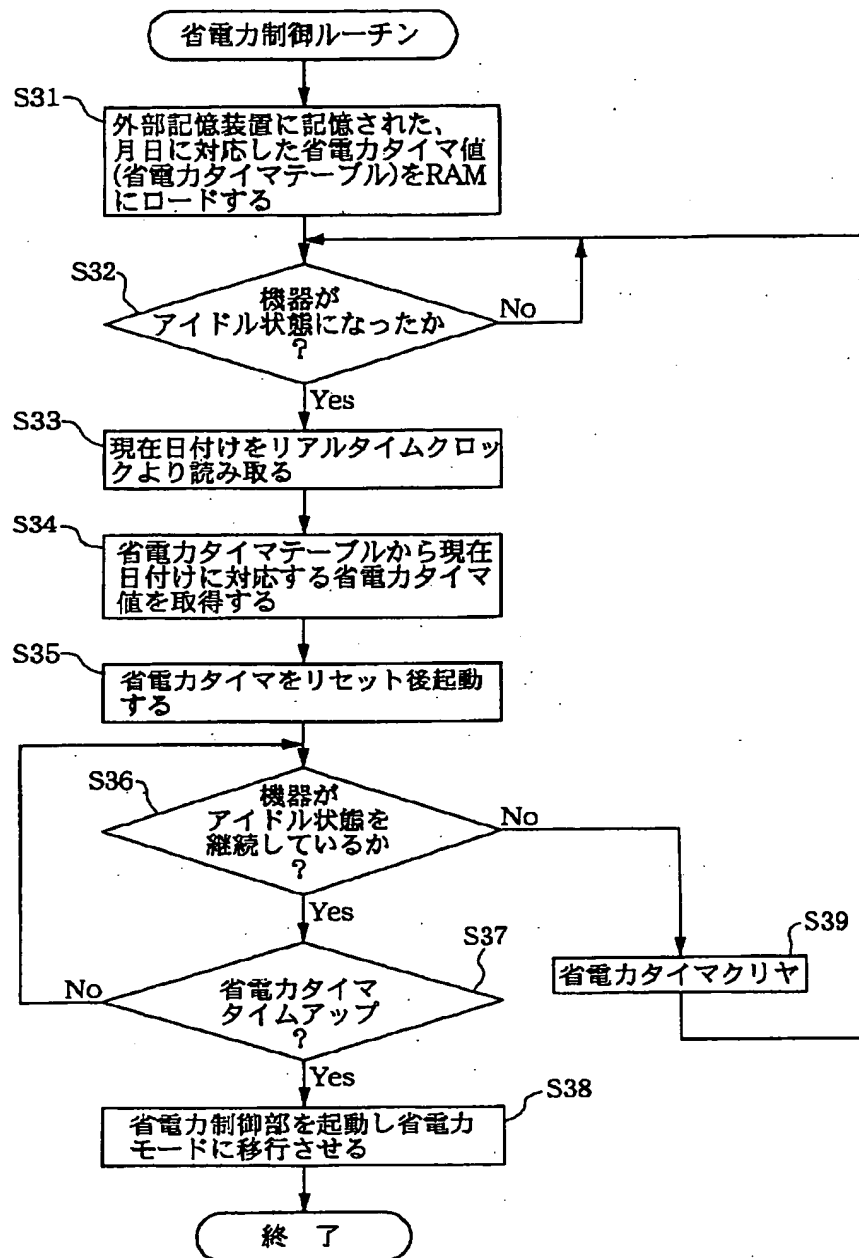 省電力制御ルーチン
S31
外部記憶装置に記憶された、
月日に対応した省電力タイマ値
(省電力タイマテーブル)をRAM
にロードする
S32
機器が
アイドル状態になったか
?
No
Yes
S33
現在日付けをリアルタイムクロッ
クより読み取る
S34
省電力タイマテーブルから現在
日付けに対応する省電力タイマ
値を取得する
S35
省電力タイマをリセット後起動
する
S36
機器が
アイドル状態を
継続しているか
?
No
Yes
S37
省電力タイマ
タイムアップ
?
No
Yes
S39
省電力タイマクリヤ
S38
省電力制御部を起動し省電力
モードに移行させる
終 了